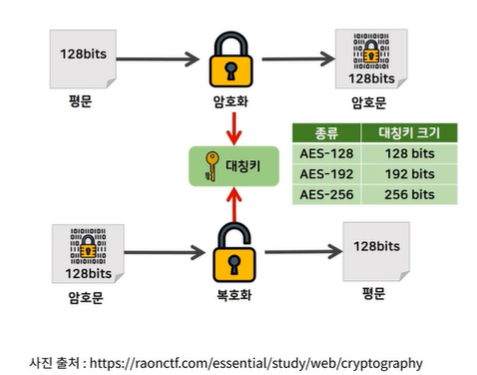 128bits
평문
암호화
128bits
암호문
대칭키
종류 대칭키 크기
AES-128 128 bits
AES-192 192 bits
AES-256 256 bits
128bits
암호문
복호화
128bits
평문
사진 출처 : https://raonctf.com/essential/study/web/cryptography